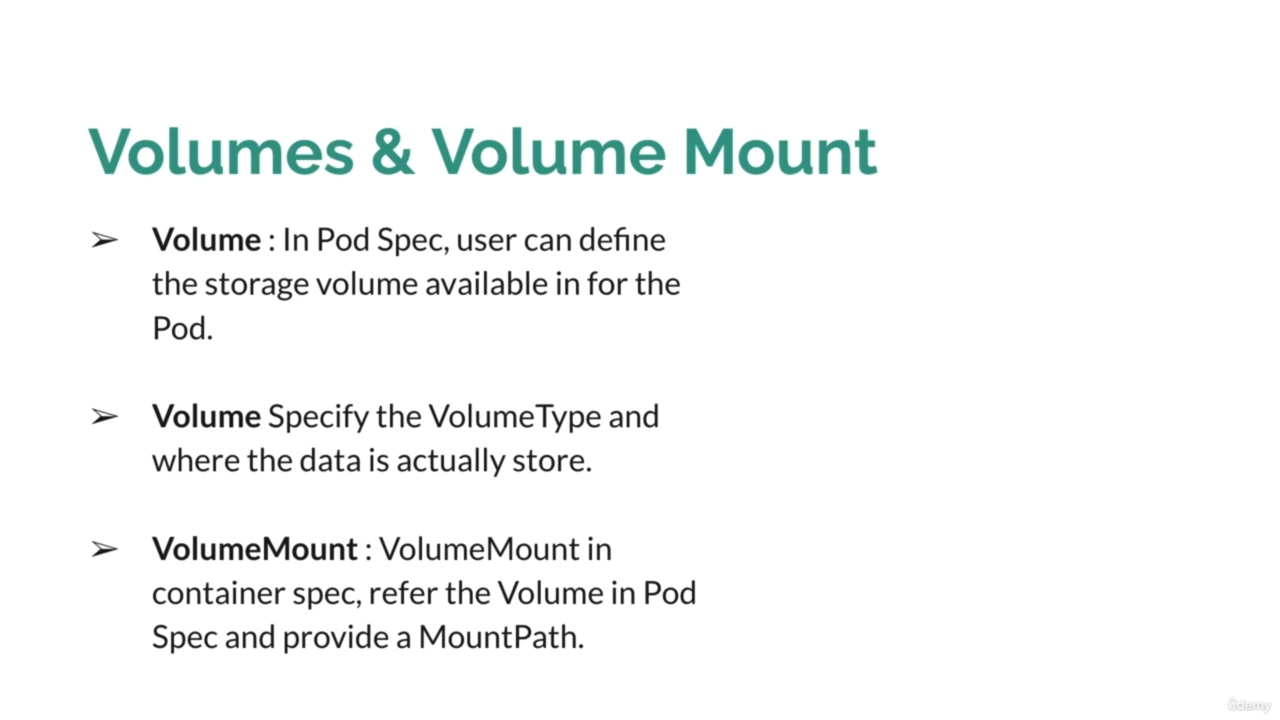 Volumes & Volume Mount
➢ Volume : In Pod Spec, user can define
the storage volume available in for the
Pod.
➢ Volume Specify the VolumeType and
where the data is actually store.
➢ VolumeMount : VolumeMount in
container spec, refer the Volume in Pod
Spec and provide a MountPath.
ûdemy